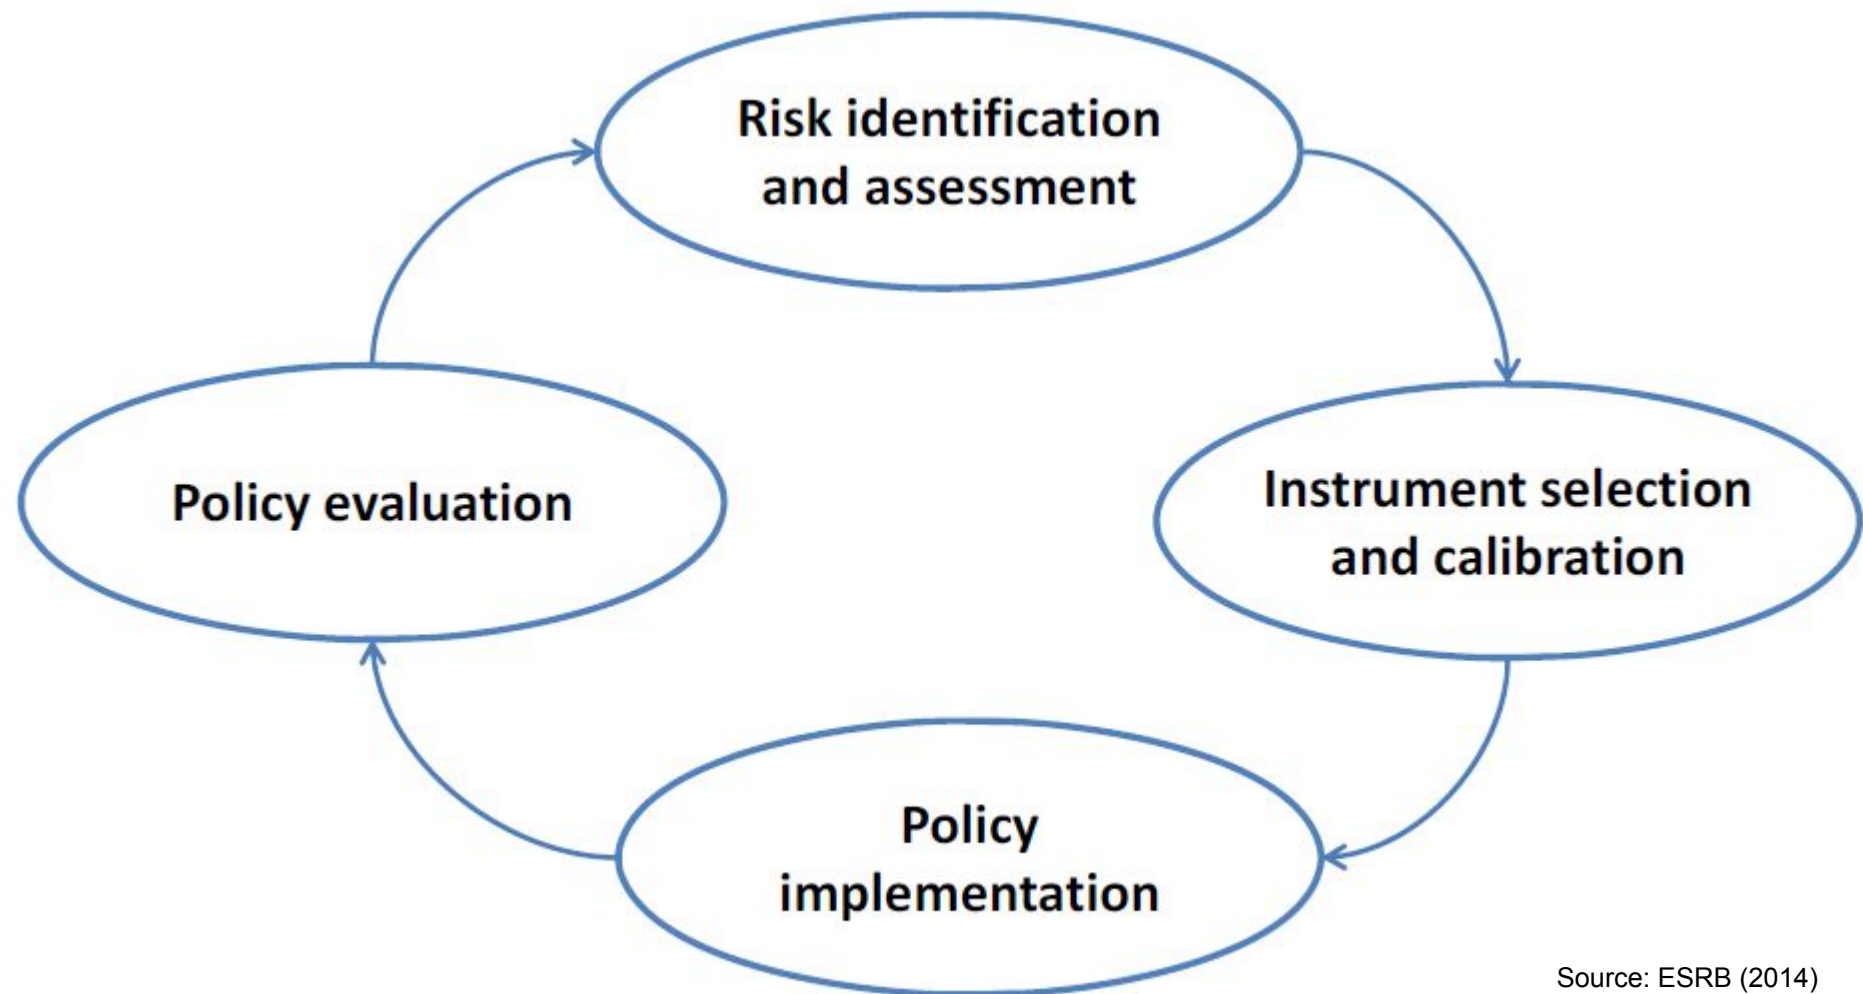 Risk identification
and assessment
Policy evaluation
Instrument selection
and calibration
Policy
implementation
Source: ESRB (2014)